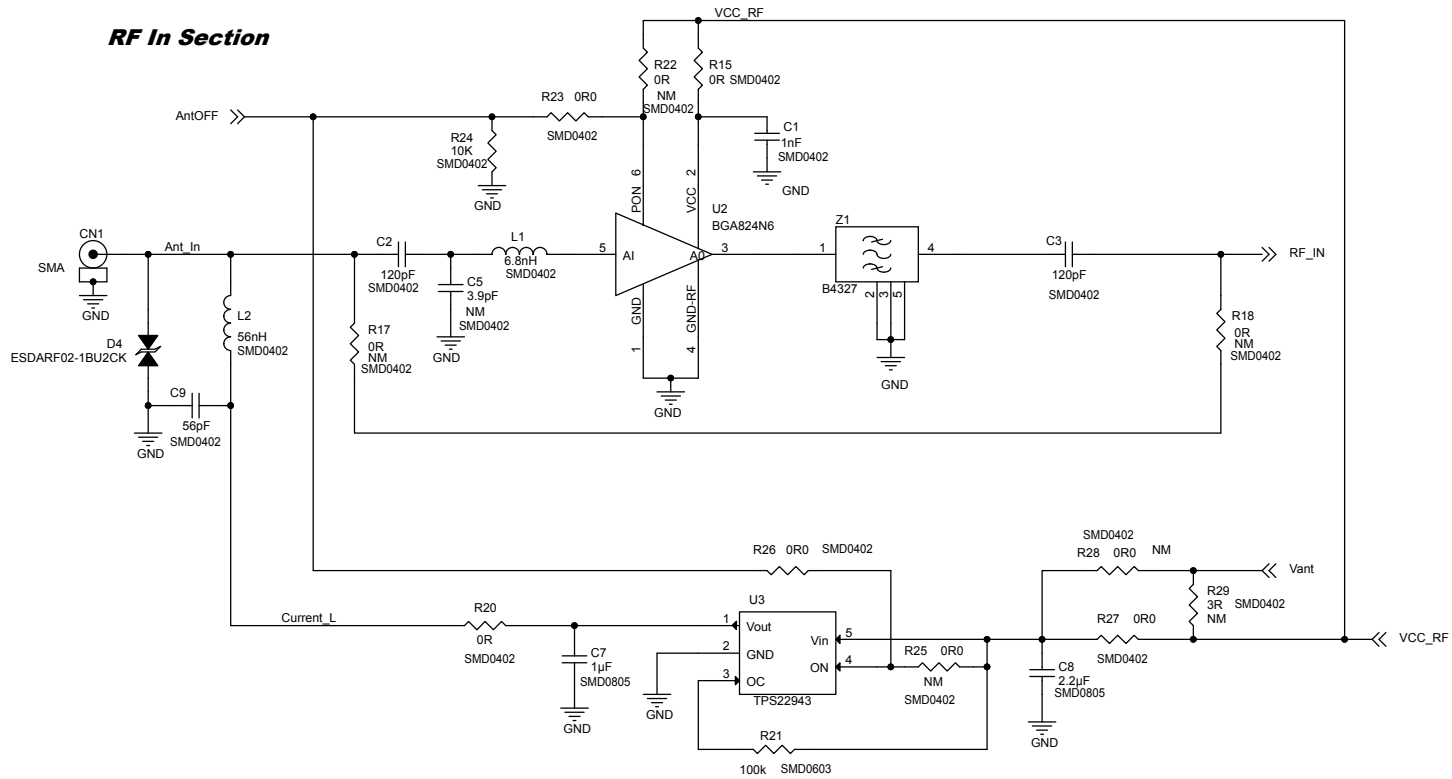 RF In Section
VCC_RF
R22
0R
NM
SMD0402
R15
0R SMD0402
AntOFF
R23 0R0
SMD0402
R24
10K
SMD0402
GND
C1
1nF
SMD0402
GND
6
PON
2
VCC
U2
BGA824N6
CN1
SMA
GND
Ant_In
C2
120pF
SMD0402
L1
6.8nH
SMD0402
5
AI
A0
3
C5
3.9pF
NM
SMD0402
GND
GND
1
GND-RF
4
GND
Z1
1
4
B4327
2
3
5
GND
C3
120pF
SMD0402
RF_IN
L2
56nH
SMD0402
D4
ESDARF02-1BU2CK
C9
56pF
SMD0402
GND
R17
0R
NM
SMD0402
R18
0R
NM
SMD0402
R26 0R0 SMD0402
SMD0402
R28 0R0 NM
Vant
R29
3R
NM
SMD0402
R27 0R0
SMD0402
VCC_RF
Current_L
R20
0R
SMD0402
C7
1µF
SMD0805
GND
U3
1
Vout
2
GND
3
OC
Vin
5
ON
4
TPS22943
GND
R25 0R0
NM
SMD0402
C8
2.2µF
SMD0805
GND
R21
100k SMD0603